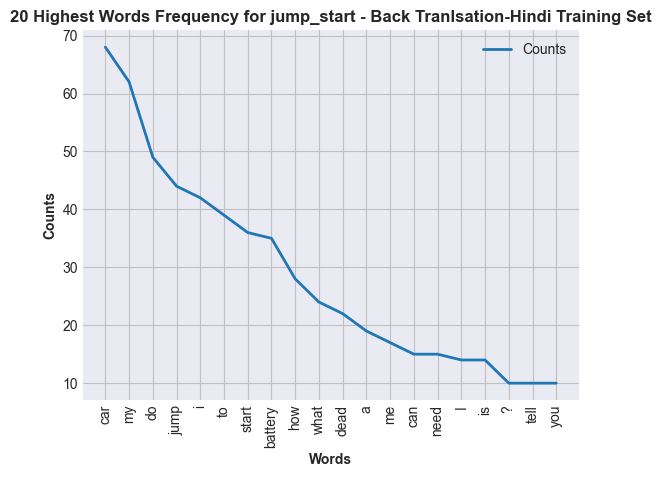 20 Highest Words Frequency for jump_start - Back Tranlsation-Hindi Training Set
Counts
70
60
50
40
30
20
10
Counts
car
my
do
jump
i
to
start
battery
how
what
dead
a
me
can
need
I
is
?
tell
you
Words